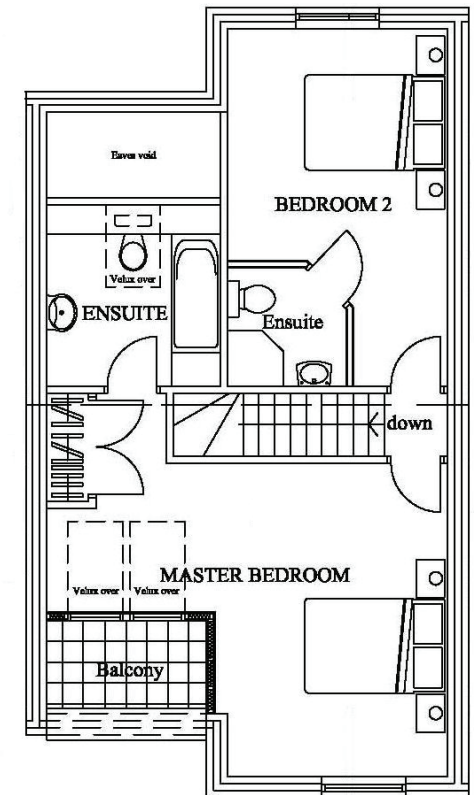 Eaves void
BEDROOM 2
Velux over
ENSUITE
Ensuite
down
MASTER BEDROOM
Velux over
Velux over
Balcony